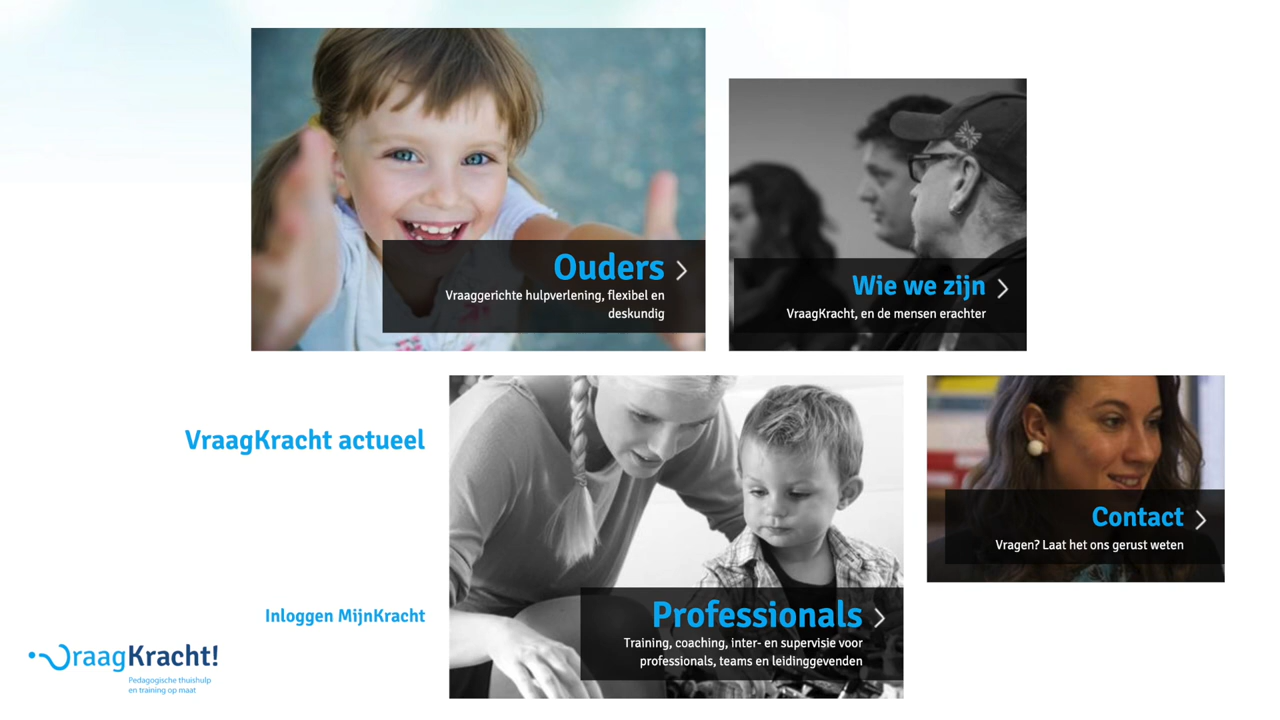 Ouders
Vraaggerichte hulpverlening, flexibel en
deskundig
Wie we zijn
VraagKracht, en de mensen erachter
VraagKracht actueel
Professionals
Training, coaching, inter- en supervisie voor
professionals, teams en leidinggevenden
Contact
Vragen? Laat het ons gerust weten
Inloggen MijnKracht
VraagKracht!
Pedagogische thuishulp
en training op maat